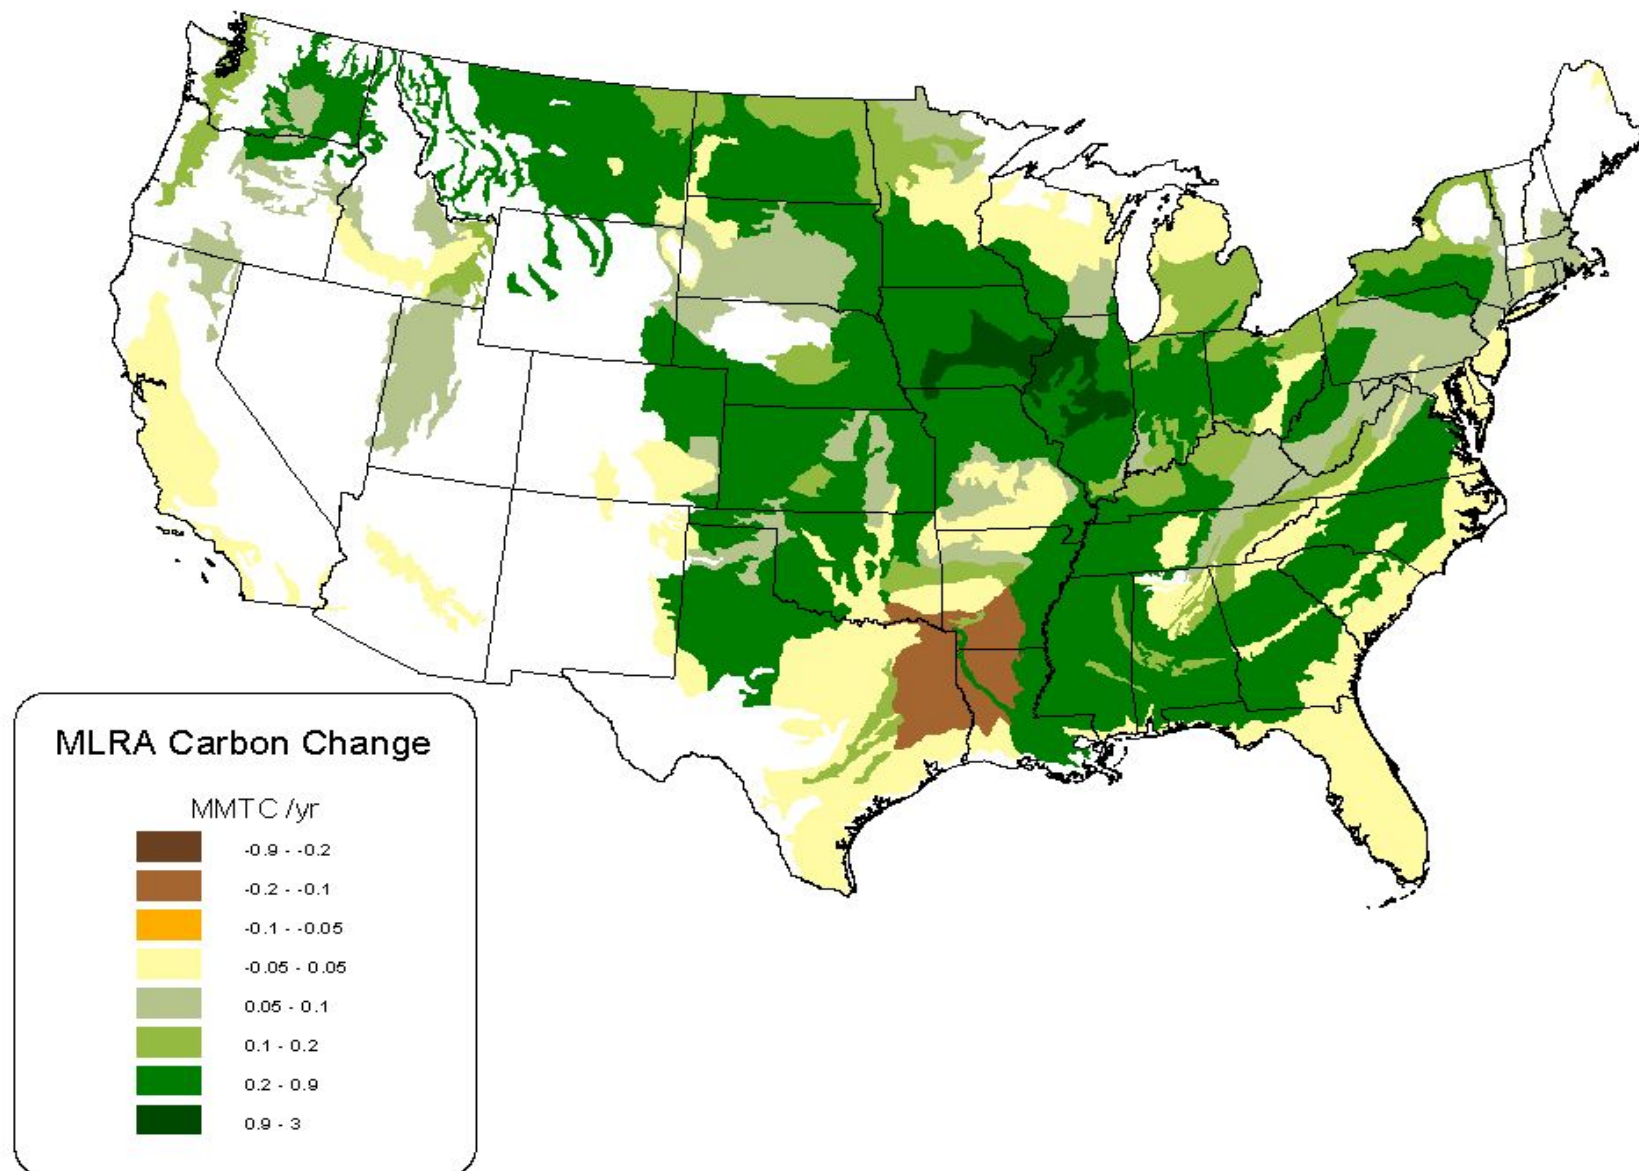 MLRA Carbon Change
MMTC /yr
-0.9 - -0.2
-0.2 - -0.1
-0.1 - -0.05
-0.05 - 0.05
0.05 - 0.1
0.1 - 0.2
0.2 - 0.9
0.9 - 3